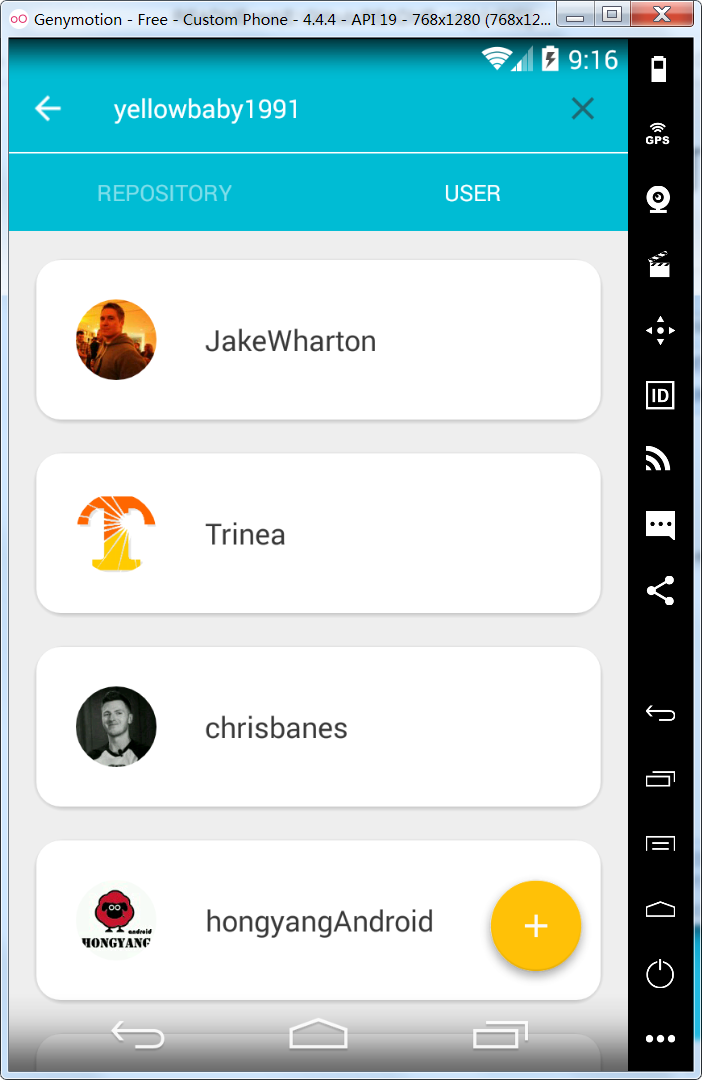 Genymotion - Free - Custom Phone - 4.4.4 - API 19 - 768x1280 (768x12...
9:16
yellowbaby1991
GPS
REPOSITORY
USER
JakeWharton
ID
Trinea
chrisbanes
hongyangAndroid
android
HONGYANG